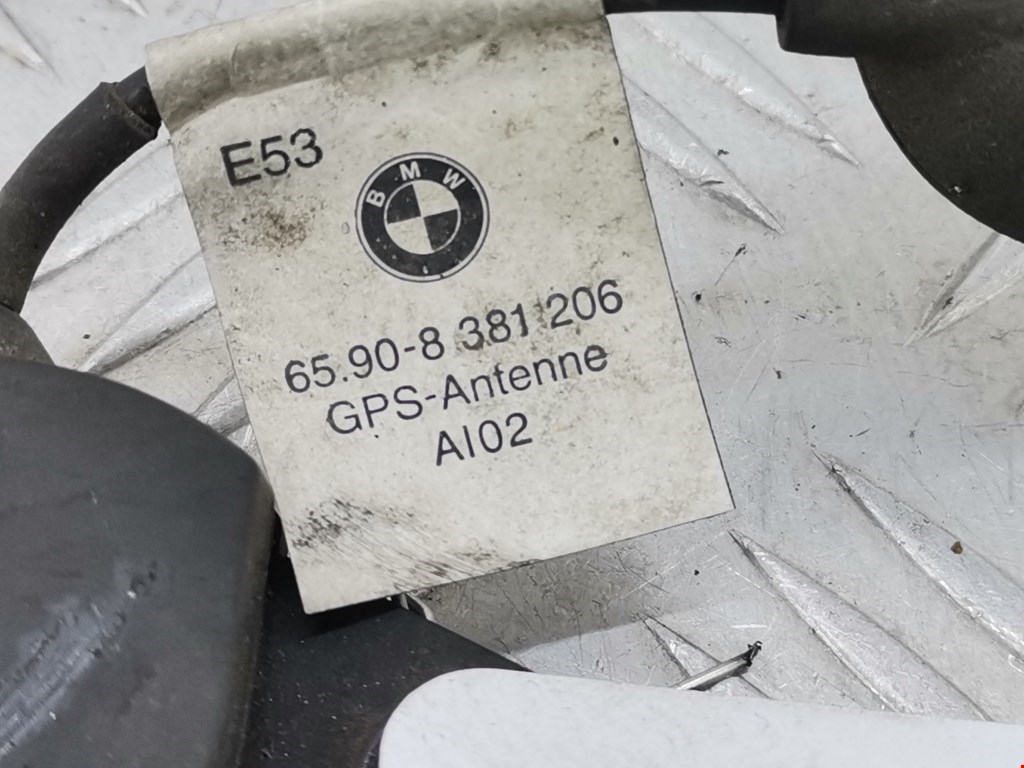 E53
BMW
65.90-8 381 206
GPS-Antenne
AI02